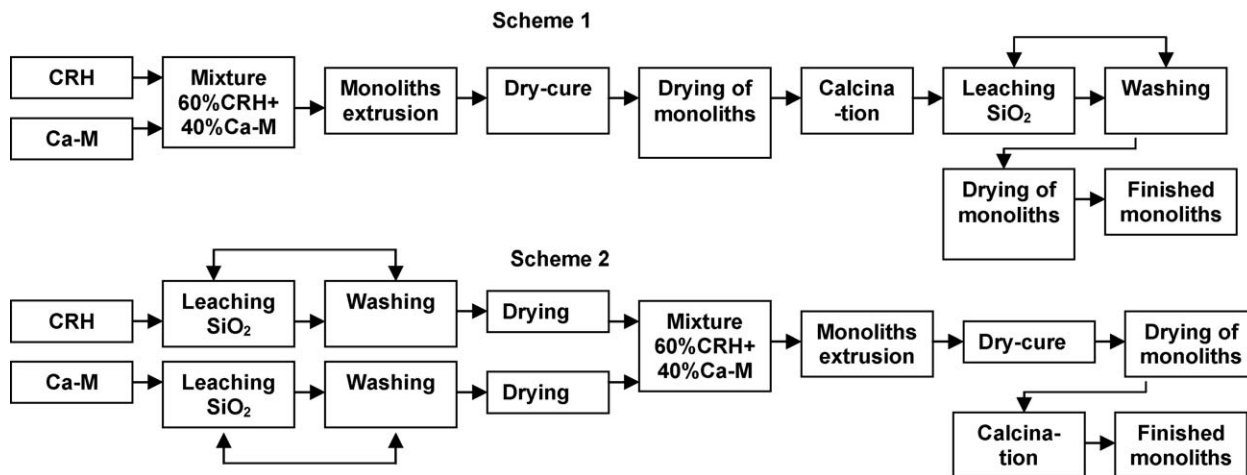 Scheme 1
CRH
Ca-M
Mixture
60%CRH+
40%Ca-M
Monoliths
extrusion
Dry-cure
Drying of
monoliths
Calcina
-tion
Leaching
SiO₂
Washing
Drying of
monoliths
Finished
monoliths
Scheme 2
CRH
Leaching
SiO₂
Washing
Drying
Ca-M
Leaching
SiO₂
Washing
Drying
Mixture
60%CRH+
40%Ca-M
Monoliths
extrusion
Dry-cure
Drying of
monoliths
Calcina-
tion
Finished
monoliths